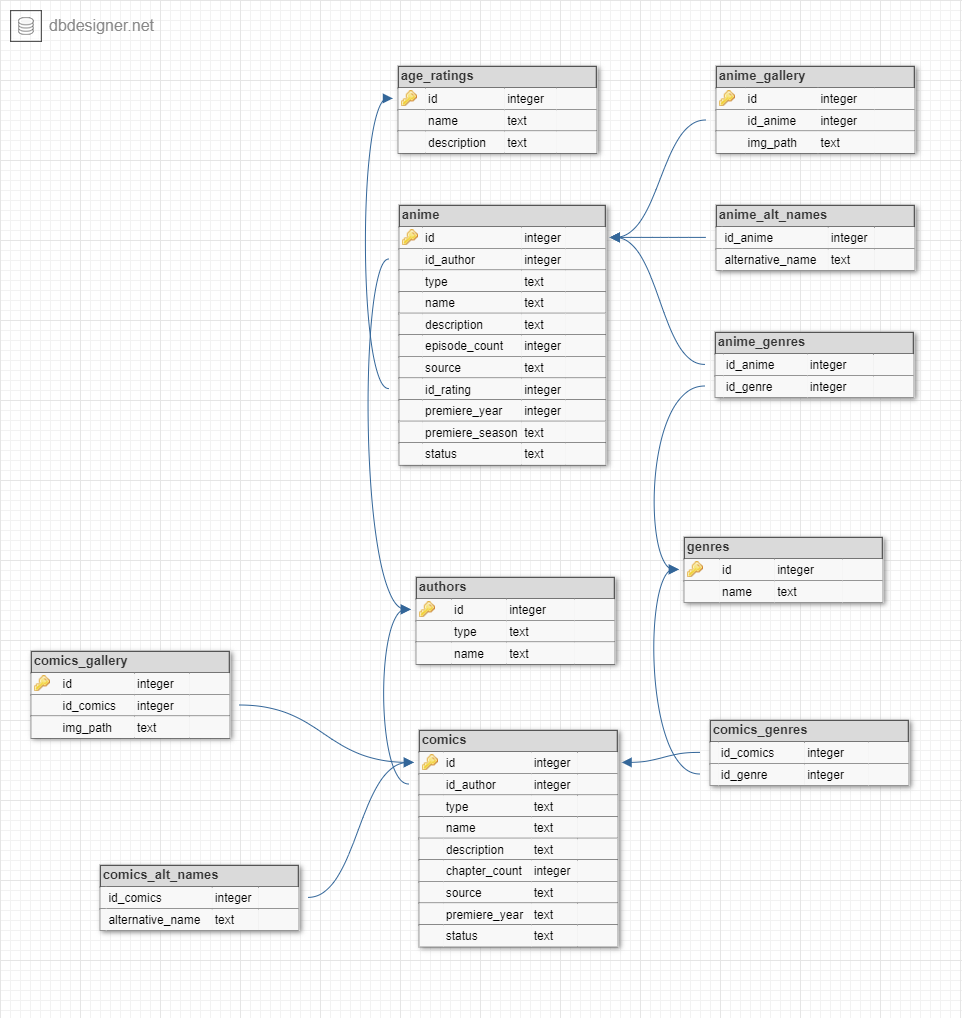 dbdesigner.net
age_ratings
id integer
name text
description text
anime_gallery
id integer
id_anime integer
img_path text
anime
id integer
id_author integer
type text
name text
description text
episode_count integer
source text
id_rating integer
premiere_year integer
premiere_season text
status text
anime_alt_names
id_anime integer
alternative_name text
anime_genres
id_anime integer
id_genre integer
genres
id integer
name text
authors
id integer
type text
name text
comics_gallery
id integer
id_comics integer
img_path text
comics
id integer
id_author integer
type text
name text
description text
chapter_count integer
source text
premiere_year text
status text
comics_genres
id_comics integer
id_genre integer
comics_alt_names
id_comics integer
alternative_name text